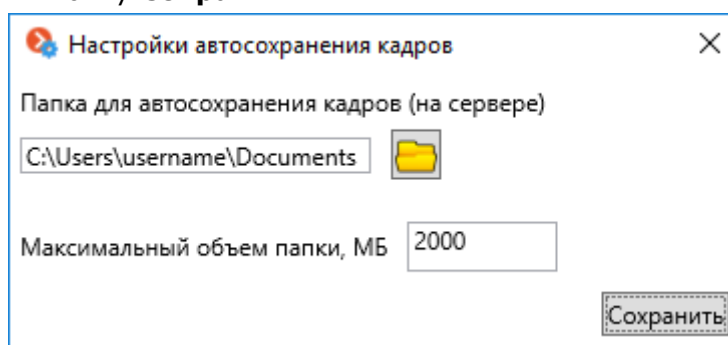 Настройки автосохранения кадров
Папка для автосохранения кадров (на сервере)
C:\Users\username\Documents
Максимальный объем папки, МБ 2000
Сохранить